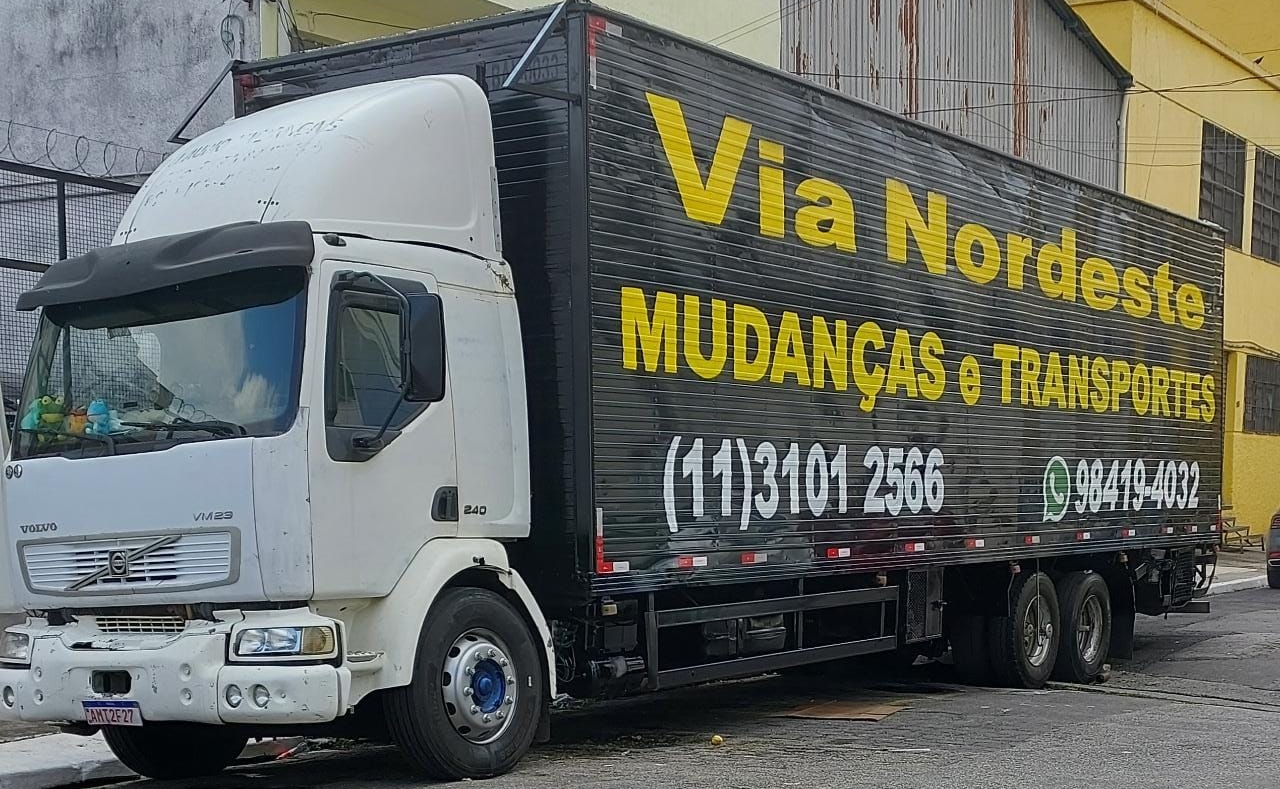 Via Nordeste
MUDANÇAS e TRANSPORTES
(11)3101 2566
98419-4032
VOLVO
VM23
240